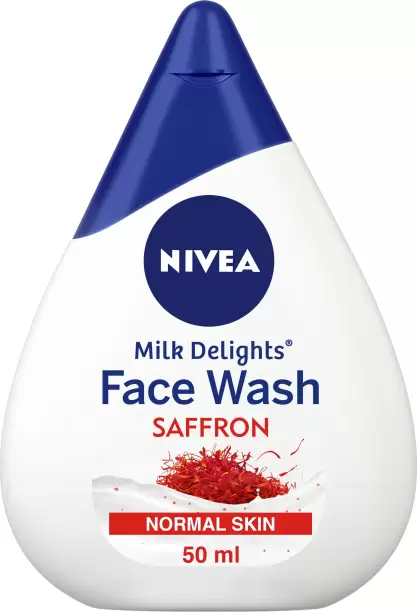 NIVEA
Milk Delights®
Face Wash
SAFFRON
NORMAL SKIN
50 ml